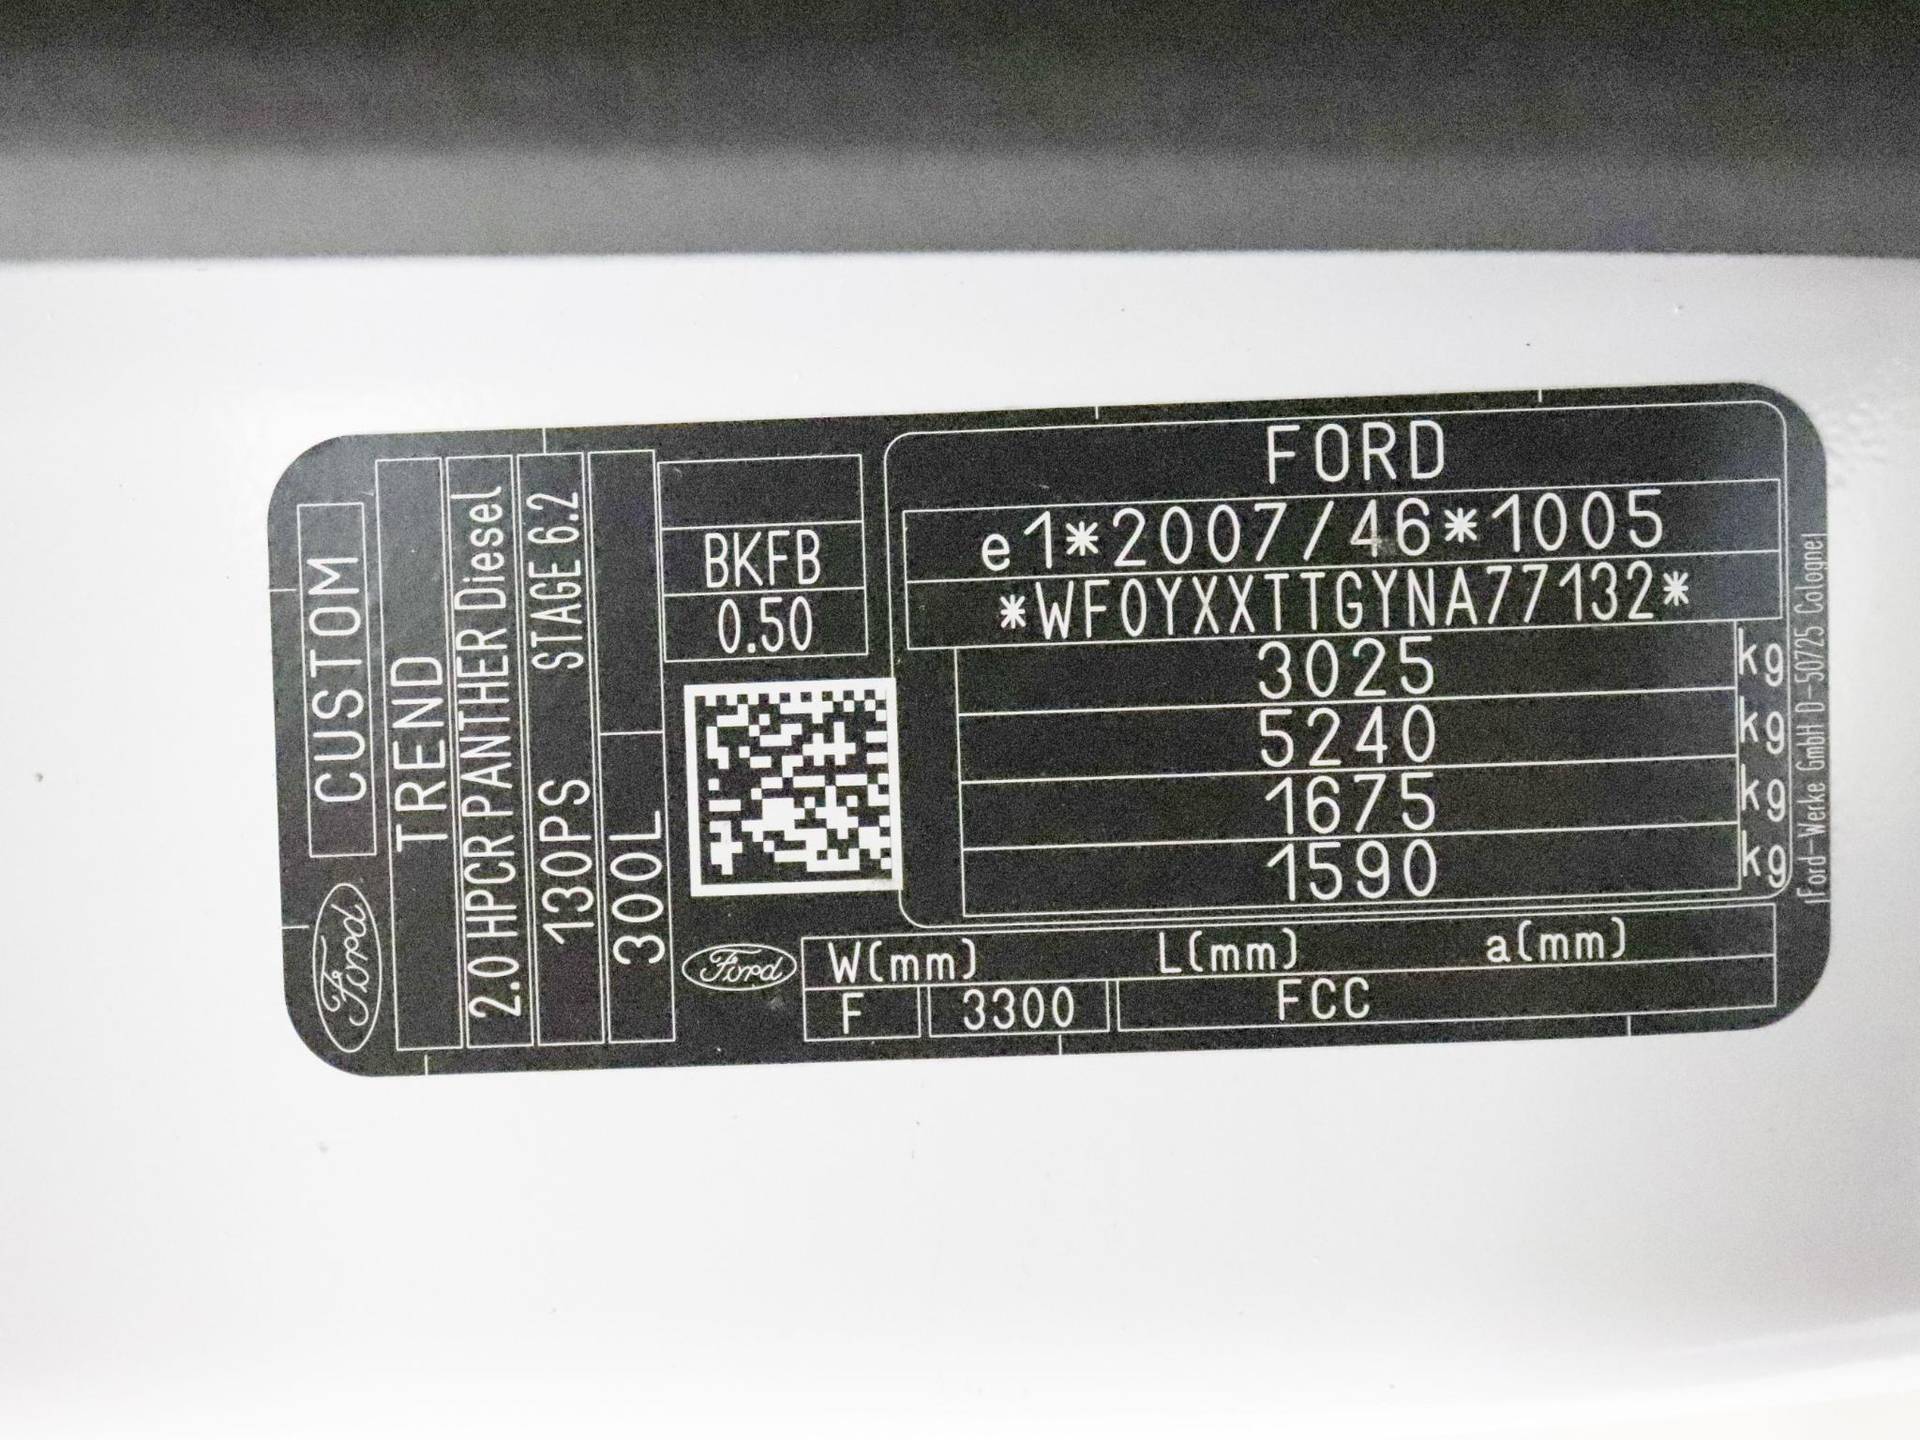 Ford
CUSTOM
TREND
2.0 HPCR PANTHER Diesel
130PS STAGE 6.2
300L
BKFB
0.50
FORD
e1*2007/46*1005
*WF0YXXTTGYNA77132*
3025 kg
5240 kg
1675 kg
1590 kg
Ford
W(mm) L(mm) a(mm)
F 3300 FCC
|Ford-Werke GmbH D-50725 Cologne|